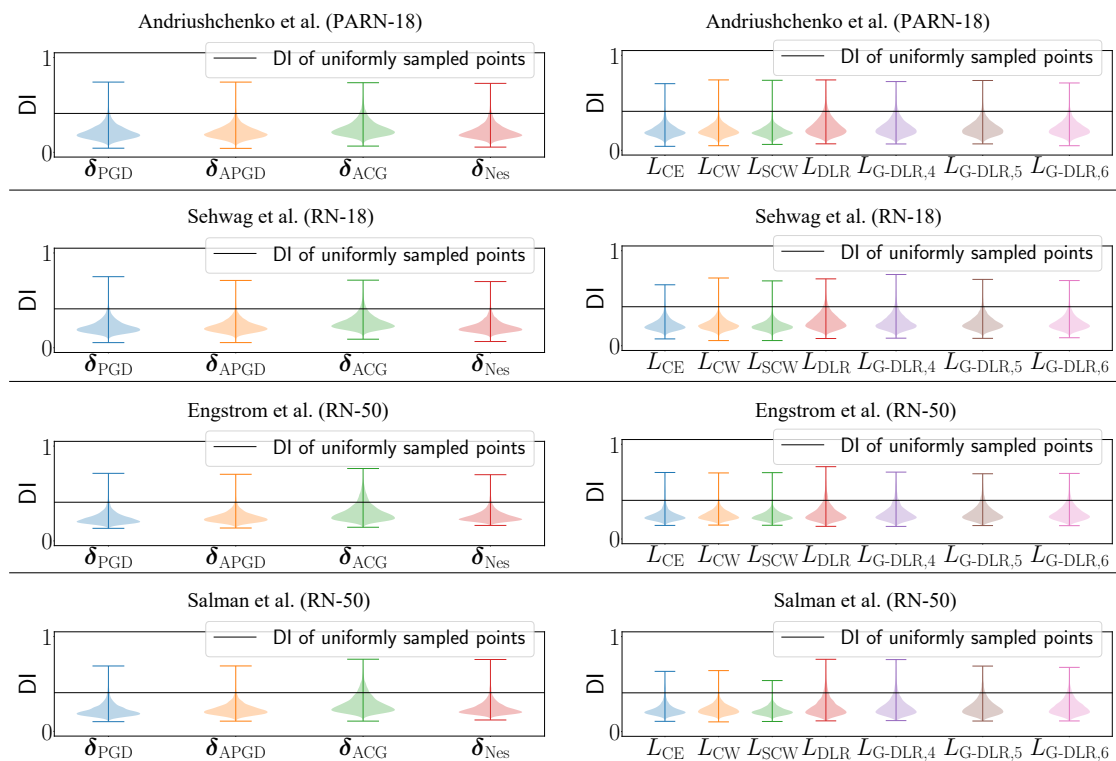 Andriushchenko et al. (PARN-18)
1
DI
0
DI of uniformly sampled points
δPGD δAPGD δACG δNes
Andriushchenko et al. (PARN-18)
1
0
DI of uniformly sampled points
LCE LCW LSCW LDLR LG-DLR,4 LG-DLR,5 LG-DLR,6
Sehwag et al. (RN-18)
1
DI
0
DI of uniformly sampled points
δPGD δAPGD δACG δNes
Sehwag et al. (RN-18)
1
0
DI of uniformly sampled points
LCE LCW LSCW LDLR LG-DLR,4 LG-DLR,5 LG-DLR,6
Engstrom et al. (RN-50)
1
DI
0
DI of uniformly sampled points
δPGD δAPGD δACG δNes
Engstrom et al. (RN-50)
1
0
DI of uniformly sampled points
LCE LCW LSCW LDLR LG-DLR,4 LG-DLR,5 LG-DLR,6
Salman et al. (RN-50)
1
DI
0
DI of uniformly sampled points
δPGD δAPGD δACG δNes
Salman et al. (RN-50)
1
0
DI of uniformly sampled points
LCE LCW LSCW LDLR LG-DLR,4 LG-DLR,5 LG-DLR,6